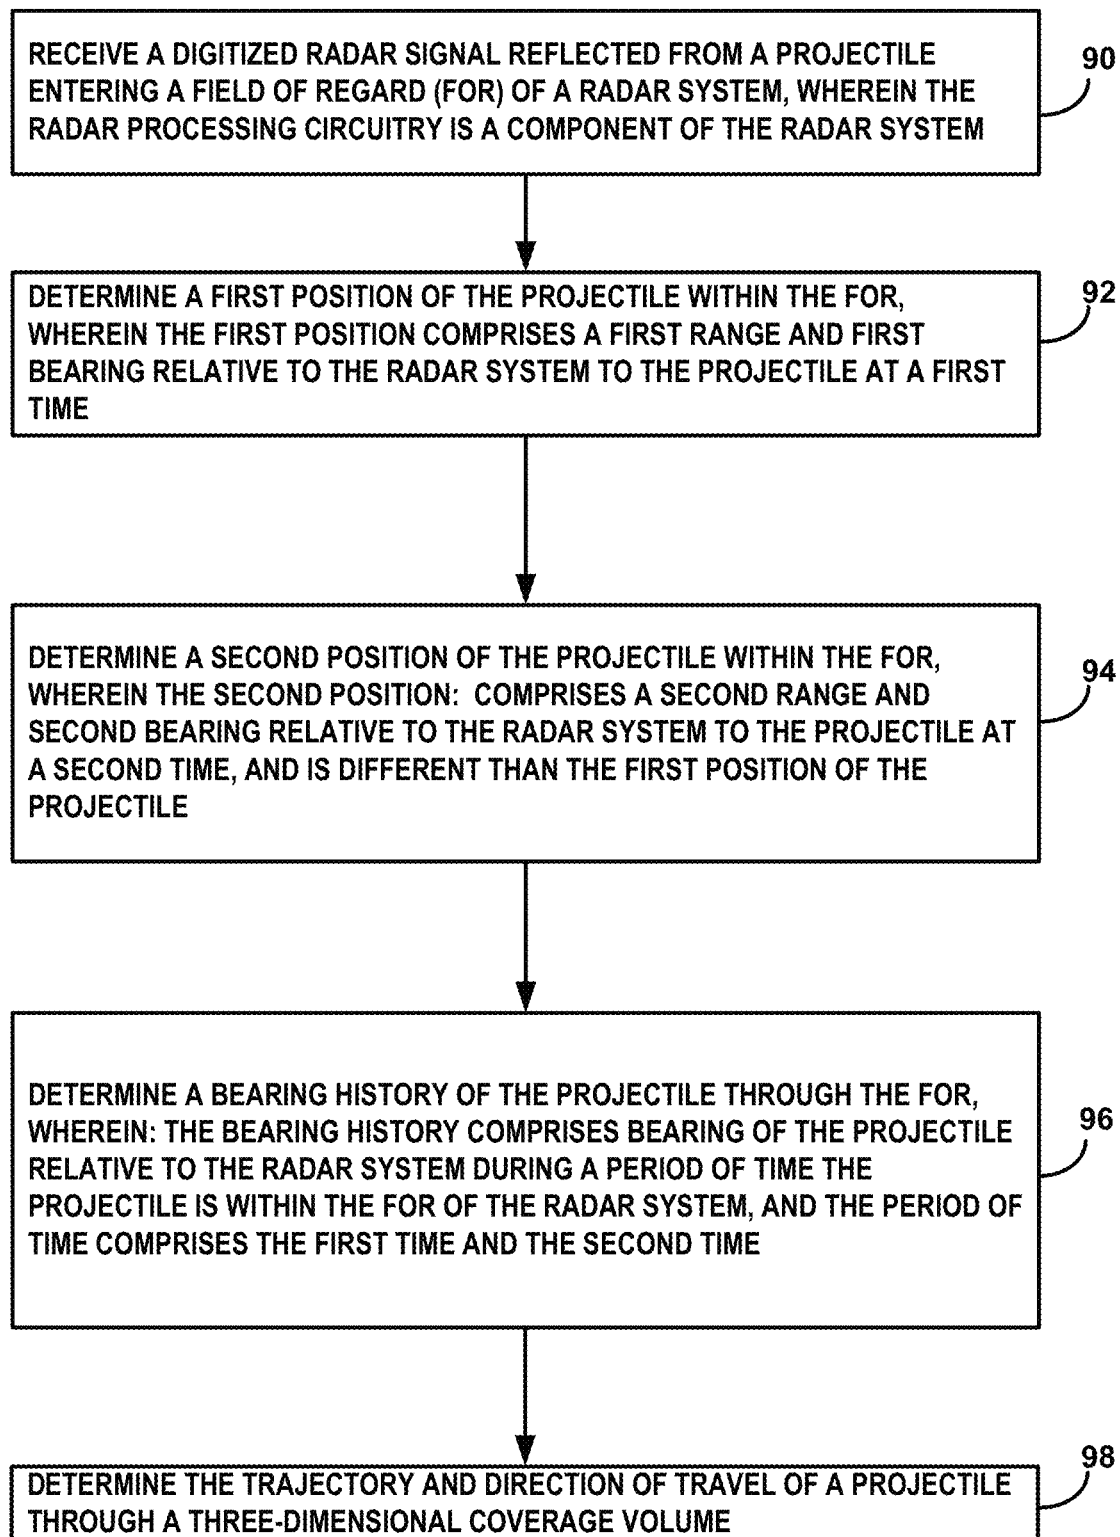 RECEIVE A DIGITIZED RADAR SIGNAL REFLECTED FROM A PROJECTILE
ENTERING A FIELD OF REGARD (FOR) OF A RADAR SYSTEM, WHEREIN THE
RADAR PROCESSING CIRCUITRY IS A COMPONENT OF THE RADAR SYSTEM
90
DETERMINE A FIRST POSITION OF THE PROJECTILE WITHIN THE FOR,
WHEREIN THE FIRST POSITION COMPRISES A FIRST RANGE AND FIRST
BEARING RELATIVE TO THE RADAR SYSTEM TO THE PROJECTILE AT A FIRST
TIME
92
DETERMINE A SECOND POSITION OF THE PROJECTILE WITHIN THE FOR,
WHEREIN THE SECOND POSITION: COMPRISES A SECOND RANGE AND
SECOND BEARING RELATIVE TO THE RADAR SYSTEM TO THE PROJECTILE AT
A SECOND TIME, AND IS DIFFERENT THAN THE FIRST POSITION OF THE
PROJECTILE
94
DETERMINE A BEARING HISTORY OF THE PROJECTILE THROUGH THE FOR,
WHEREIN: THE BEARING HISTORY COMPRISES BEARING OF THE PROJECTILE
RELATIVE TO THE RADAR SYSTEM DURING A PERIOD OF TIME THE
PROJECTILE IS WITHIN THE FOR OF THE RADAR SYSTEM, AND THE PERIOD OF
TIME COMPRISES THE FIRST TIME AND THE SECOND TIME
96
DETERMINE THE TRAJECTORY AND DIRECTION OF TRAVEL OF A PROJECTILE
THROUGH A THREE-DIMENSIONAL COVERAGE VOLUME
98